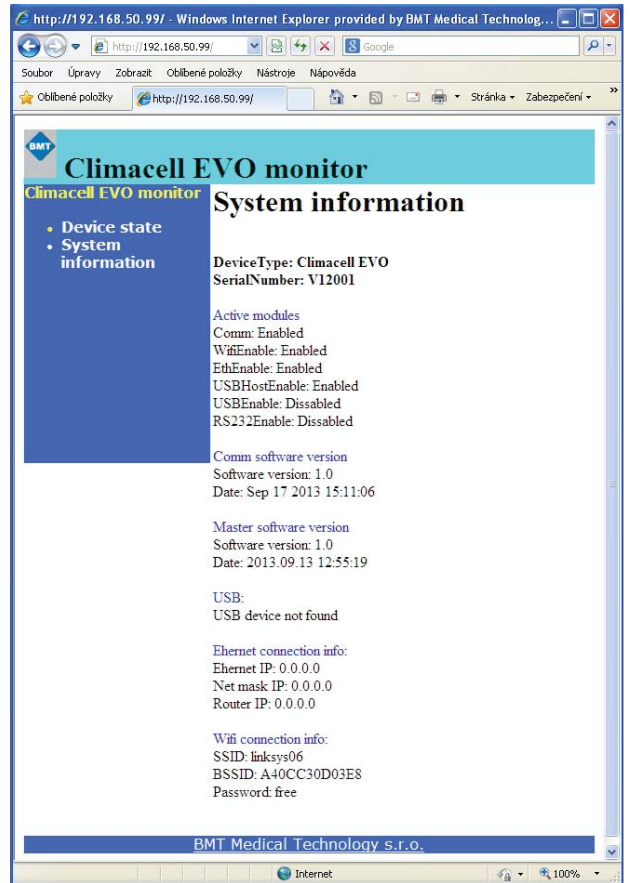 http://192.168.50.99/ - Windows Internet Explorer provided by BMT Medical Technolog...
http://192.168.50.99/
Google
Soubor Úpravy Zobrazit Oblíbené položky Nástroje Nápověda
Oblíbené položky http://192.168.50.99/ Stránka Zabezpečení »
BMT
Climacell EVO monitor
Climacell EVO monitor
• Device state
• System
information
System information
DeviceType: Climacell EVO
SerialNumber: V12001
Active modules
Comm: Enabled
WifiEnable: Enabled
EthEnable: Enabled
USBHostEnable: Enabled
USBEnable: Dissabled
RS232Enable: Dissabled
Comm software version
Software version: 1.0
Date: Sep 17 2013 15:11:06
Master software version
Software version: 1.0
Date: 2013.09.13 12:55:19
USB:
USB device not found
Ehernet connection info:
Ehernet IP: 0.0.0.0
Net mask IP: 0.0.0.0
Router IP: 0.0.0.0
Wifi connection info:
SSID: linksys06
BSSID: A40CC30D03E8
Password: free
BMT Medical Technology s.r.o.
Internet 100%